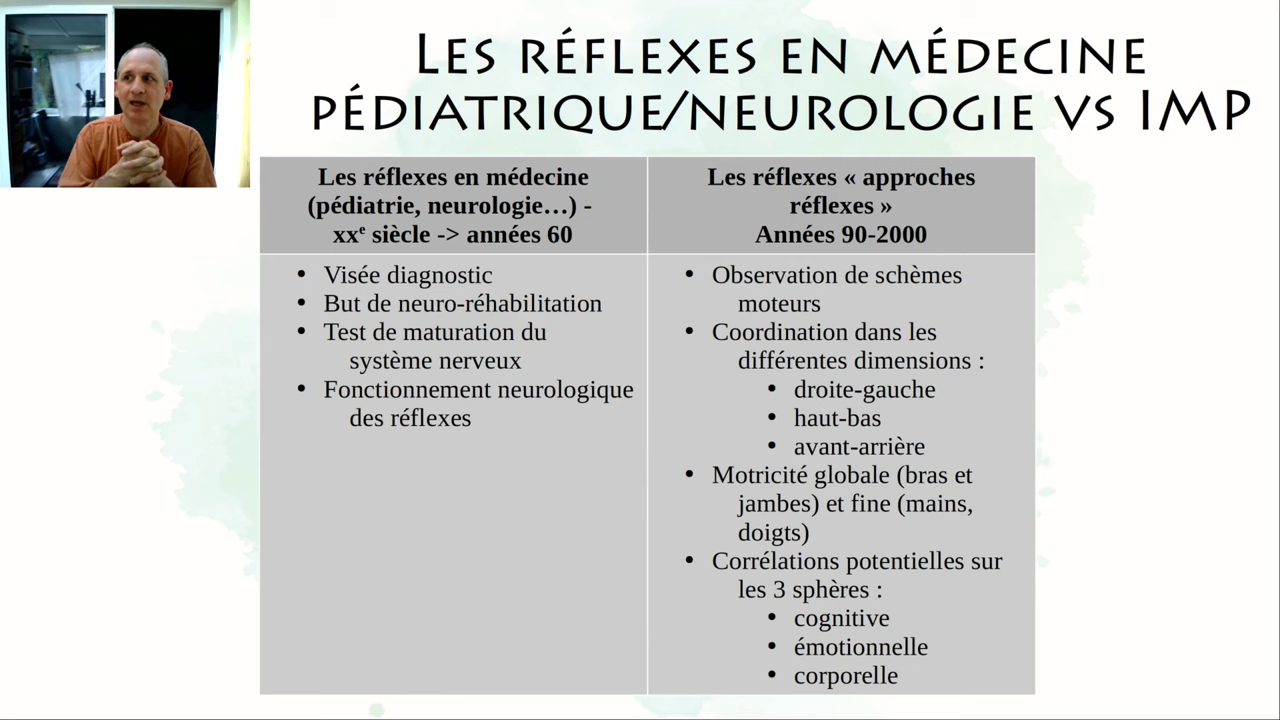 LES RÉFLEXES EN MÉDECINE
PÉDIATRIQUE/NEUROLOGIE VS IMP
Les réflexes en médecine
(pédiatrie, neurologie…) -
xxᵉ siècle -> années 60
• Visée diagnostic
• But de neuro-réhabilitation
• Test de maturation du
système nerveux
• Fonctionnement neurologique
des réflexes
Les réflexes « approches
réflexes »
Années 90-2000
• Observation de schèmes
moteurs
• Coordination dans les
différentes dimensions :
• droite-gauche
• haut-bas
• avant-arrière
• Motricité globale (bras et
jambes) et fine (mains,
doigts)
• Corrélations potentielles sur
les 3 sphères :
• cognitive
• émotionnelle
• corporelle